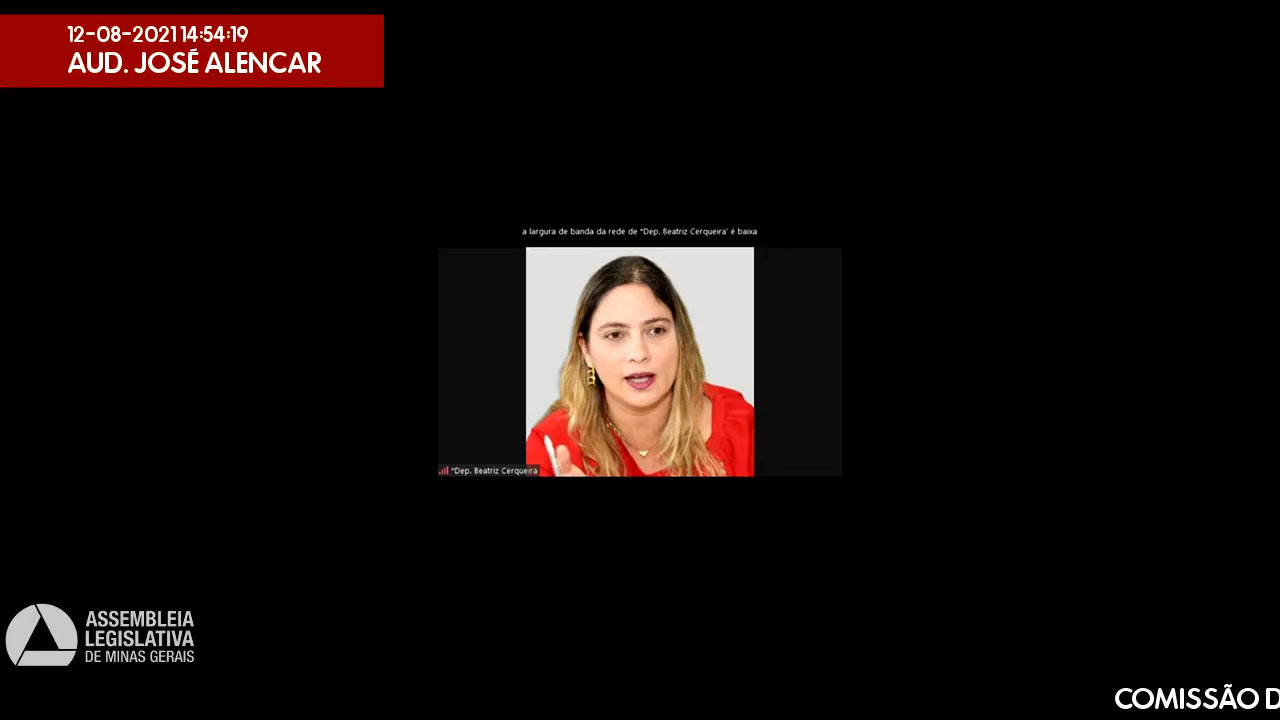 12-08-2021 14:54:19
AUD. JOSÉ ALENCAR
a largura de banda da rede de "Dep. Beatriz Cerqueira' é baixa
*Dep. Beatriz Cerqueira
ASSEMBLEIA
LEGISLATIVA
DE MINAS GERAIS
COMISSÃO D